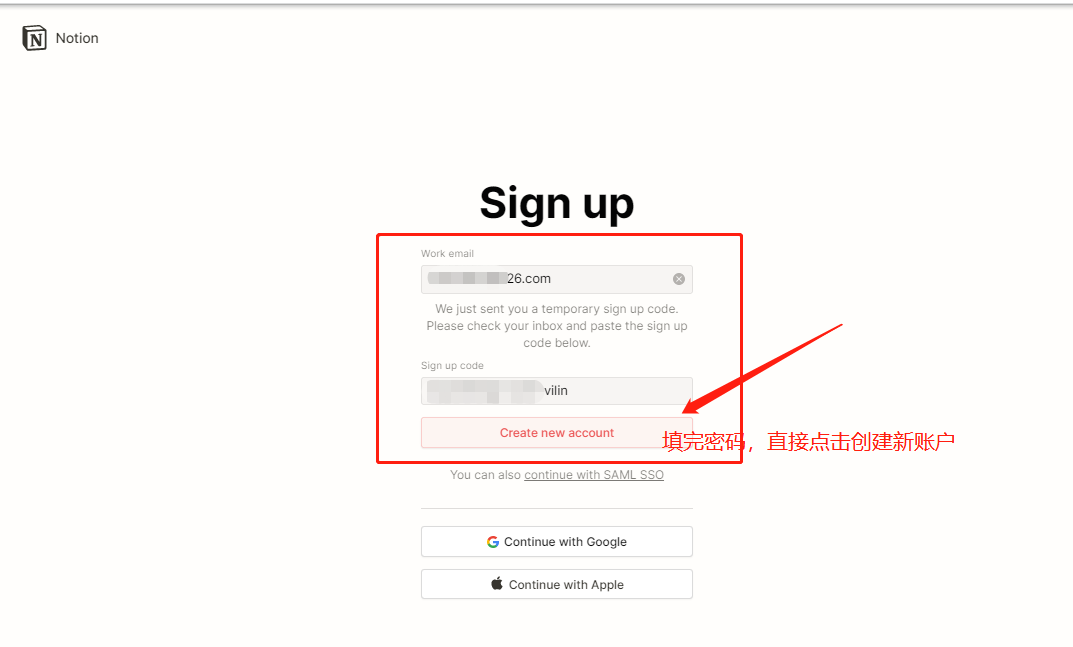 Notion
Sign up
Work email
26.com
We just sent you a temporary sign up code.
Please check your inbox and paste the sign up
code below.
Sign up code
vilin
Create new account
填完密码，直接点击创建新账户
You can also continue with SAML SSO
Continue with Google
Continue with Apple